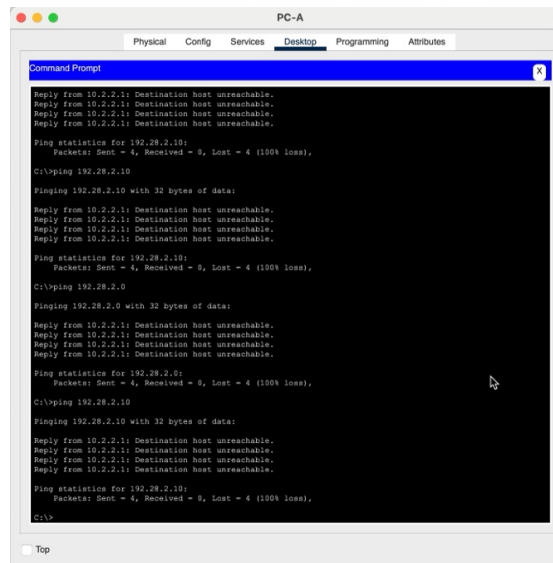 PC-A
Physical Config Services Desktop Programming Attributes
Command Prompt
X
Reply from 10.2.2.1: Destination host unreachable.
Reply from 10.2.2.1: Destination host unreachable.
Reply from 10.2.2.1: Destination host unreachable.
Reply from 10.2.2.1: Destination host unreachable.
Ping statistics for 192.28.2.10:
Packets: Sent = 4, Received = 0, Lost = 4 (100% loss),
C:\>ping 192.28.2.10
Pinging 192.28.2.10 with 32 bytes of data:
Reply from 10.2.2.1: Destination host unreachable.
Reply from 10.2.2.1: Destination host unreachable.
Reply from 10.2.2.1: Destination host unreachable.
Reply from 10.2.2.1: Destination host unreachable.
Ping statistics for 192.28.2.10:
Packets: Sent = 4, Received = 0, Lost = 4 (100% loss),
C:\>ping 192.28.2.0
Pinging 192.28.2.0 with 32 bytes of data:
Reply from 10.2.2.1: Destination host unreachable.
Reply from 10.2.2.1: Destination host unreachable.
Reply from 10.2.2.1: Destination host unreachable.
Reply from 10.2.2.1: Destination host unreachable.
Ping statistics for 192.28.2.0:
Packets: Sent = 4, Received = 0, Lost = 4 (100% loss),
C:\>ping 192.28.2.10
Pinging 192.28.2.10 with 32 bytes of data:
Reply from 10.2.2.1: Destination host unreachable.
Reply from 10.2.2.1: Destination host unreachable.
Reply from 10.2.2.1: Destination host unreachable.
Reply from 10.2.2.1: Destination host unreachable.
Ping statistics for 192.28.2.10:
Packets: Sent = 4, Received = 0, Lost = 4 (100% loss),
C:\>
Top